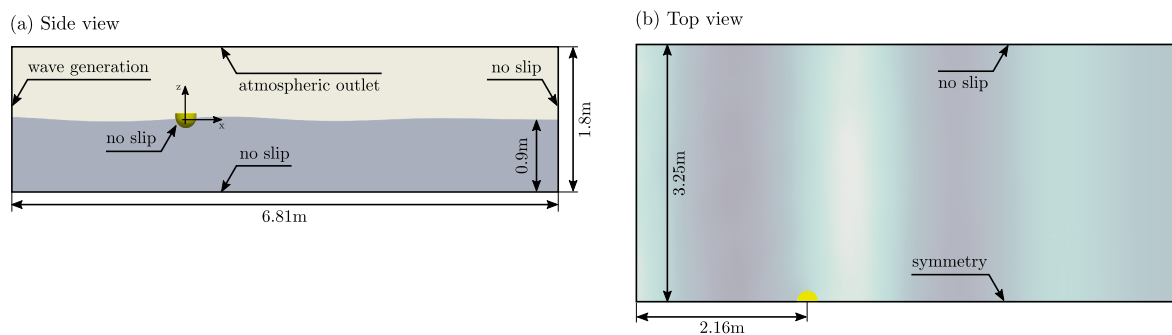 (a) Side view
wave generation
atmospheric outlet
no slip
z
x
no slip
no slip
0.9m
1.8m
6.81m
(b) Top view
no slip
3.25m
symmetry
2.16m